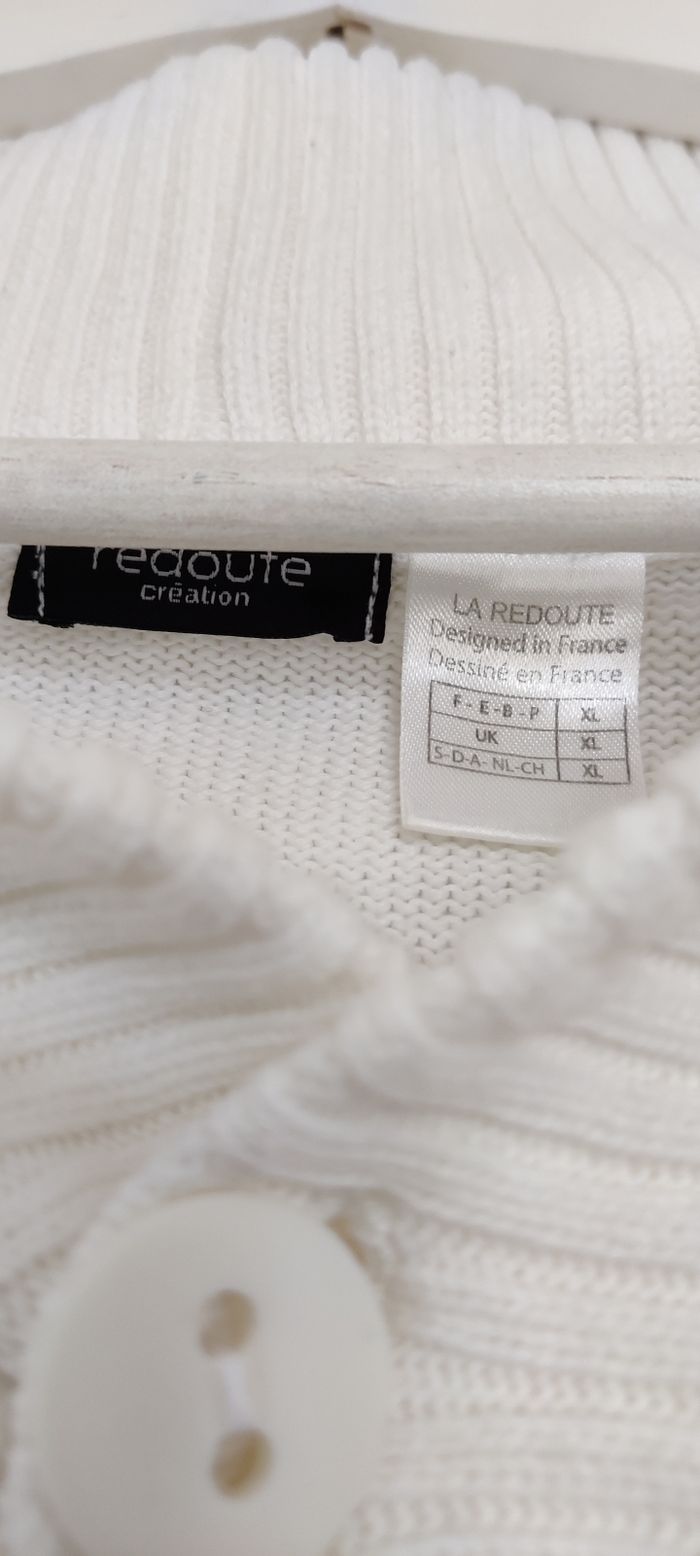 redoute
création
LA REDOUTE
Designed in France
Dessiné en France
F - E - B - P XL
UK XL
S-D-A- NL-CH XL